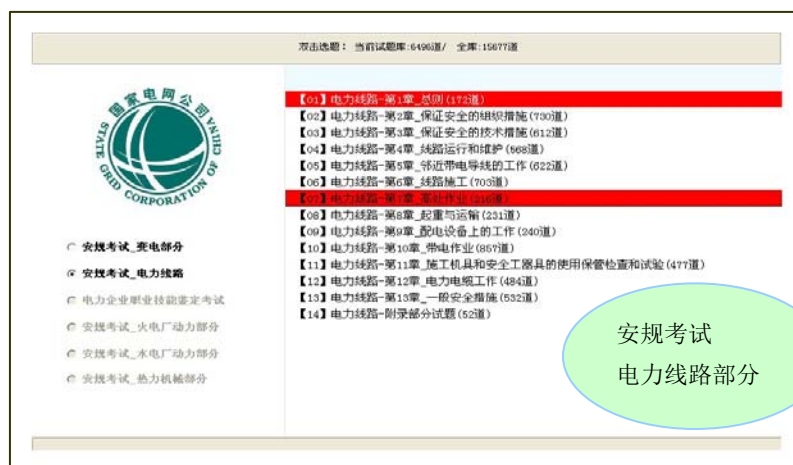 双击选题： 当前试题库:6496道/ 全库:15677道
国家电网公司
STATE GRID CORPORATION OF CHINA
安规考试_变电部分
安规考试_电力线路
电力企业职业技能鉴定考试
安规考试_火电厂动力部分
安规考试_水电厂动力部分
安规考试_热力机械部分
【01】电力线路-第1章_总则(172道)
【02】电力线路-第2章_保证安全的组织措施(730道)
【03】电力线路-第3章_保证安全的技术措施(612道)
【04】电力线路-第4章_线路运行和维护(568道)
【05】电力线路-第5章_邻近带电导线的工作(622道)
【06】电力线路-第6章_线路施工(703道)
【07】电力线路-第7章_高处作业(216道)
【08】电力线路-第8章_起重与运输(231道)
【09】电力线路-第9章_配电设备上的工作(240道)
【10】电力线路-第10章_带电作业(857道)
【11】电力线路-第11章_施工机具和安全工器具的使用保管检查和试验(477道)
【12】电力线路-第12章_电力电缆工作(484道)
【13】电力线路-第13章_一般安全措施(532道)
【14】电力线路-附录部分试题(52道)
安规考试
电力线路部分